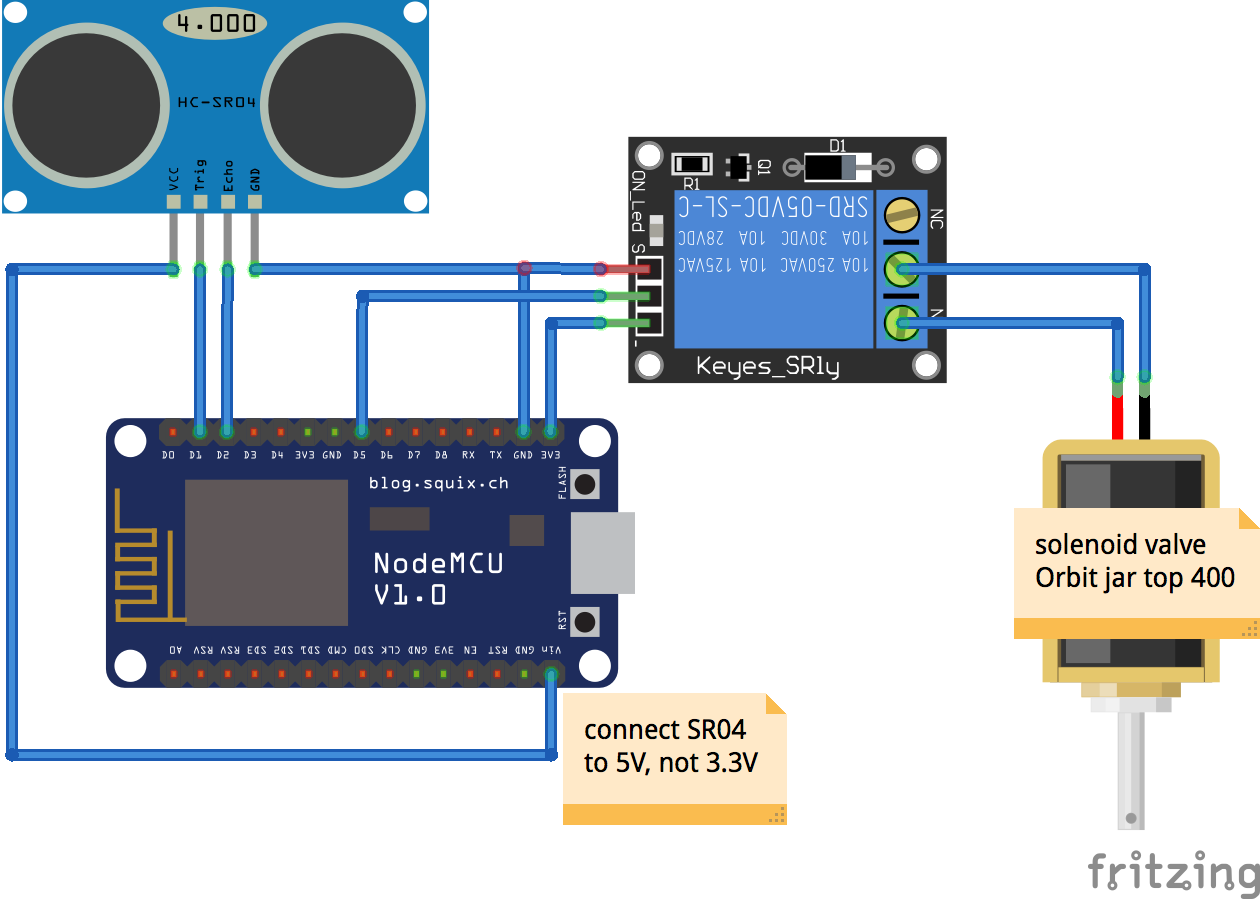 4.000
HC-SR04
VCC
Trig
Echo
GND
D1
R1
Q1
ON_Led
S
-
SRD-05VDC-SL-C
10A 30VDC 10A 28VDC
10A 250VAC 10A 125VAC
NC
N
Keyes_SRly
D0 D1 D2 D3 D4 3V3 GND D5 D6 D7 D8 RX TX GND 3V3
blog.squix.ch
FLASH
NodeMCU
V1.0
RST
A0 RSV RSV SD3 SD2 SD1 CMD SD0 CLK GND 3V3 EN RST GND Vin
solenoid valve
Orbit jar top 400
connect SR04
to 5V, not 3.3V
fritzing